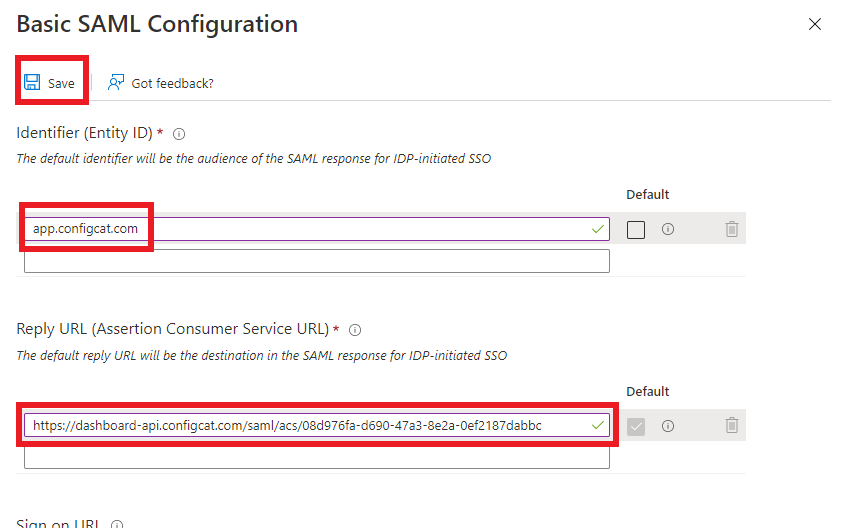 Basic SAML Configuration
Save
Got feedback?
Identifier (Entity ID) *
The default identifier will be the audience of the SAML response for IDP-initiated SSO
Default
app.configcat.com
Reply URL (Assertion Consumer Service URL) *
The default reply URL will be the destination in the SAML response for IDP-initiated SSO
Default
https://dashboard-api.configcat.com/saml/acs/08d976fa-d690-47a3-8e2a-0ef2187dabbc
Sign on URL